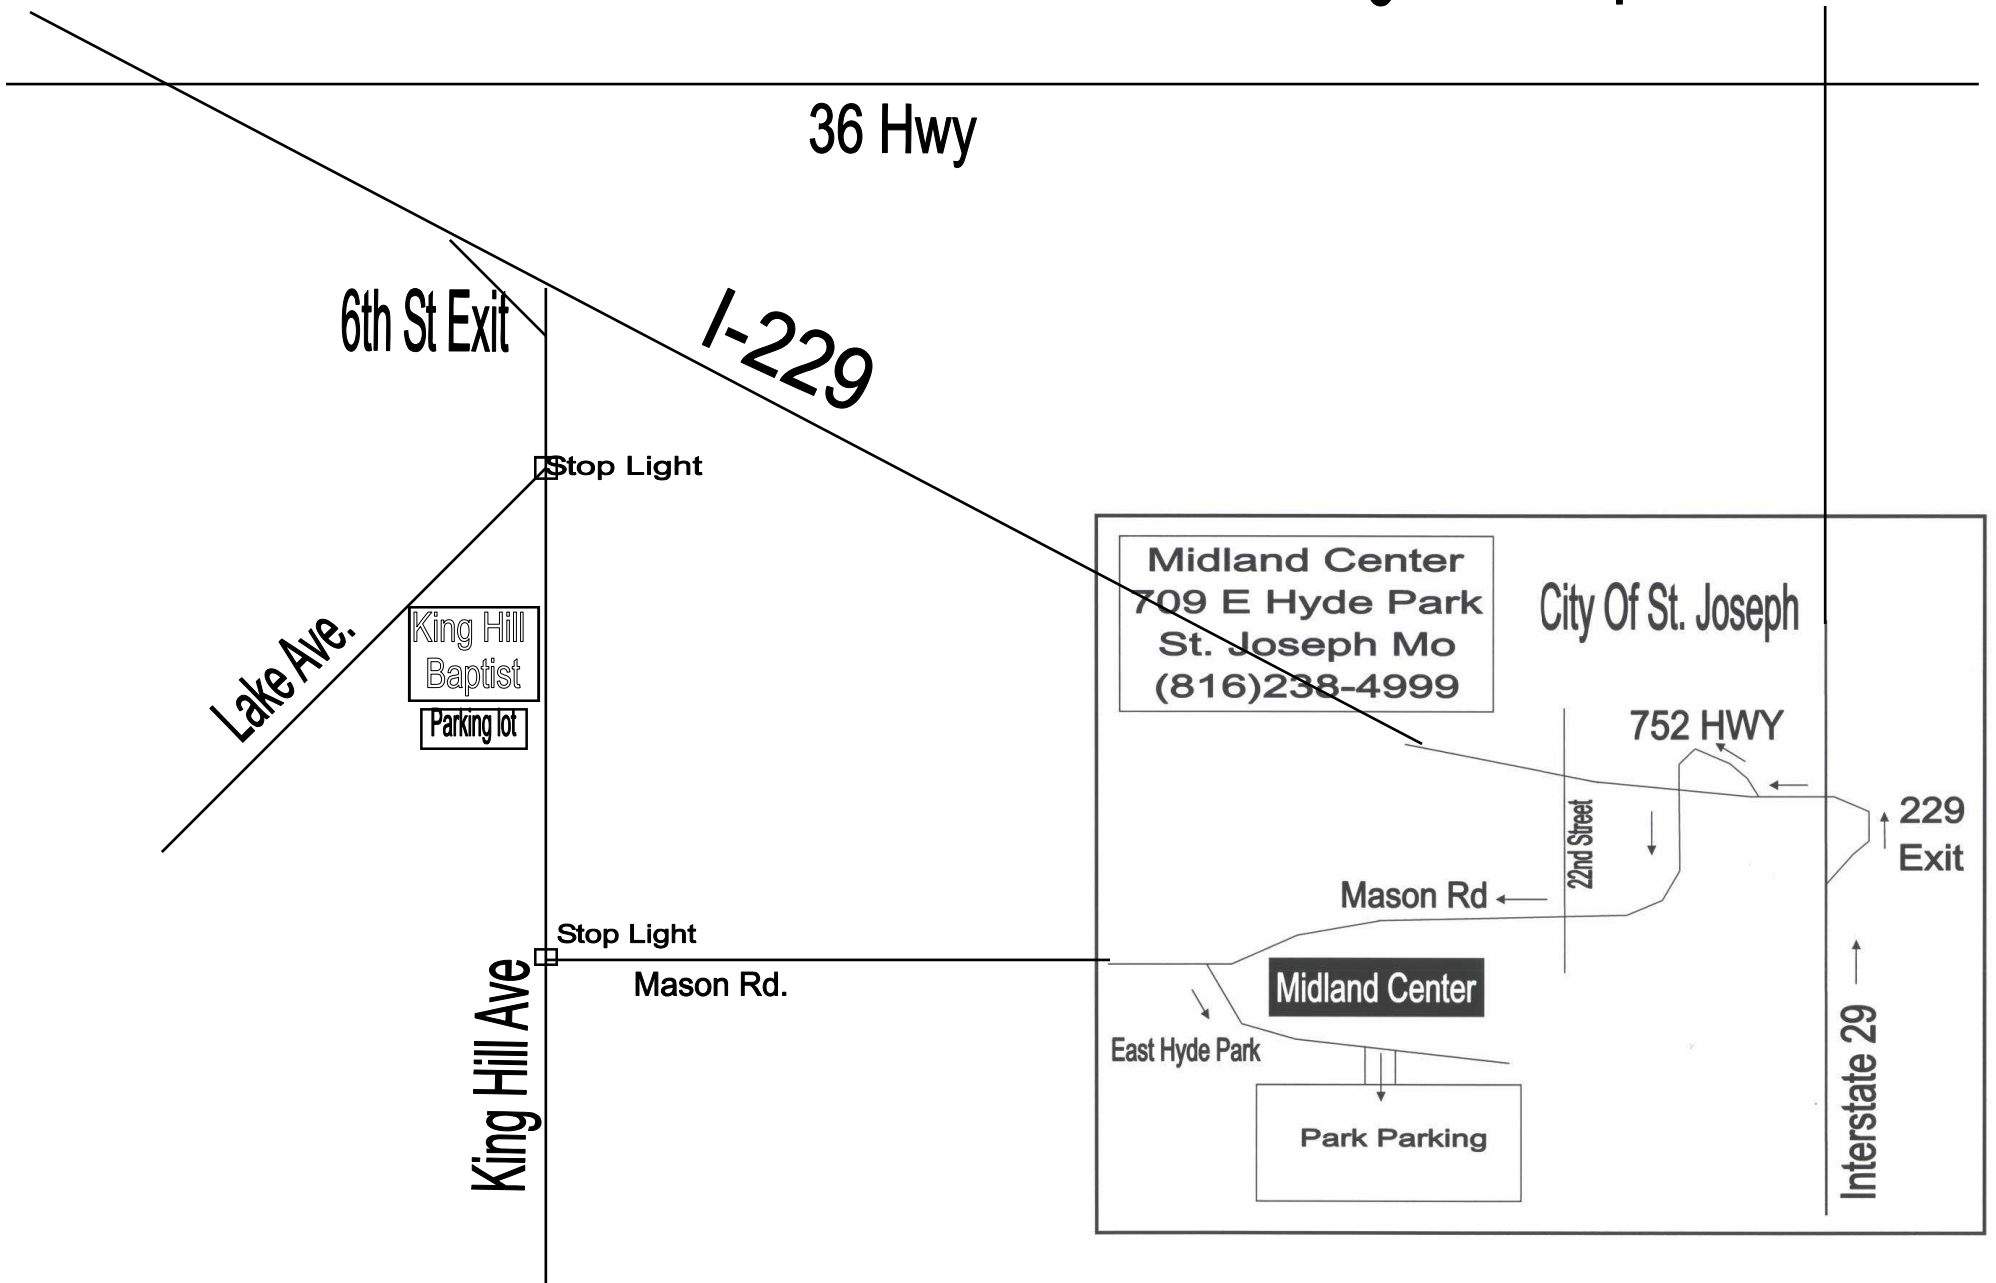 36 Hwy
6th St Exit
I-229
Stop Light
Midland Center
709 E Hyde Park
St. Joseph Mo
(816)238-4999
City Of St. Joseph
King Hill
Baptist
Parking lot
Lake Ave.
752 HWY
229
Exit
22nd Street
Mason Rd
Stop Light
Mason Rd.
King Hill Ave
Midland Center
East Hyde Park
Park Parking
Interstate 29